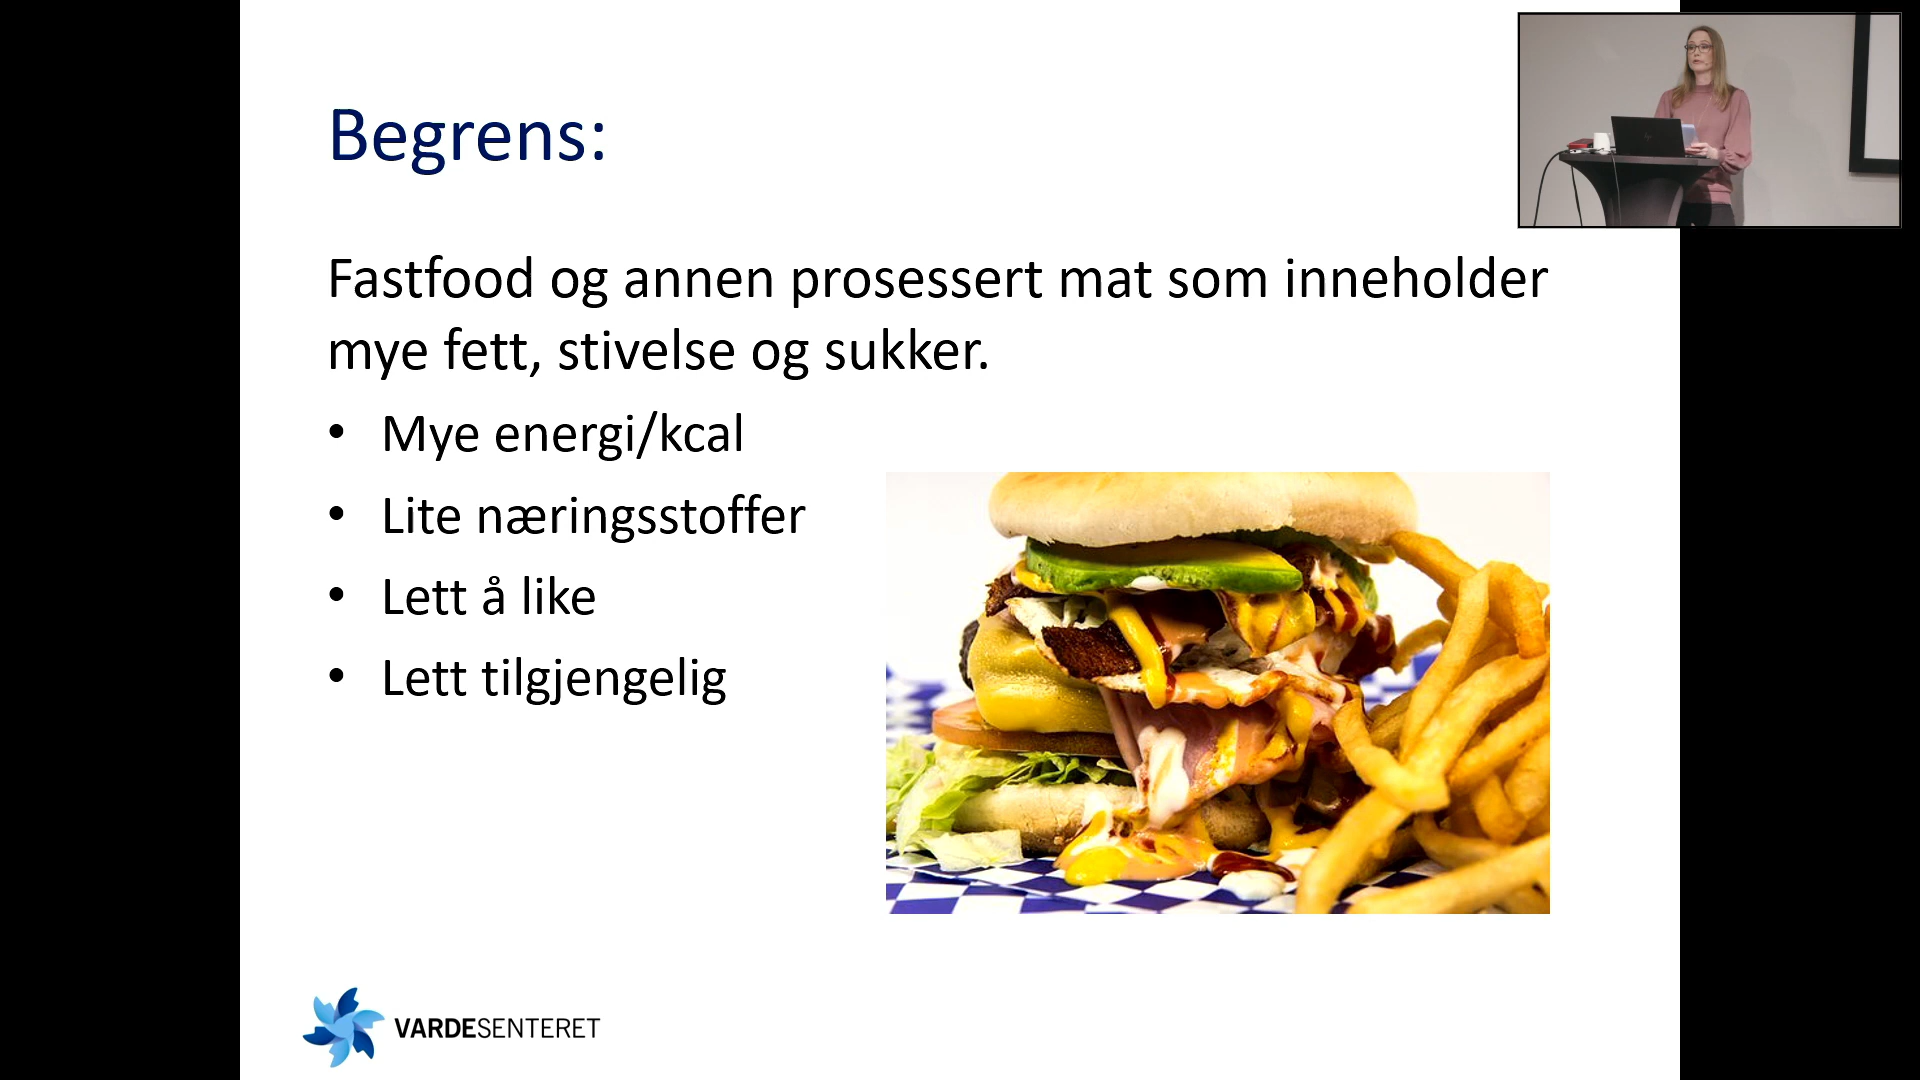 Begrens:
Fastfood og annen prosessert mat som inneholder
mye fett, stivelse og sukker.
• Mye energi/kcal
• Lite næringsstoffer
• Lett å like
• Lett tilgjengelig
VARDESENTERET